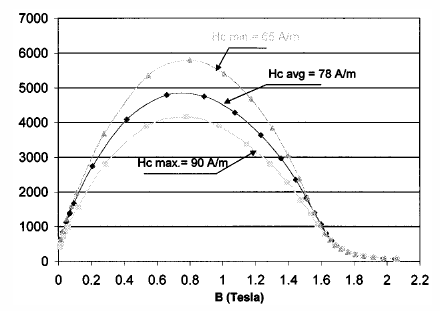 7000
6000
5000
4000
3000
2000
1000
0
Hc min.= 65 A/m
Hc avg = 78 A/m
Hc max.= 90 A/m
0 0.2 0.4 0.6 0.8 1 1.2 1.4 1.6 1.8 2 2.2
B (Tesla)